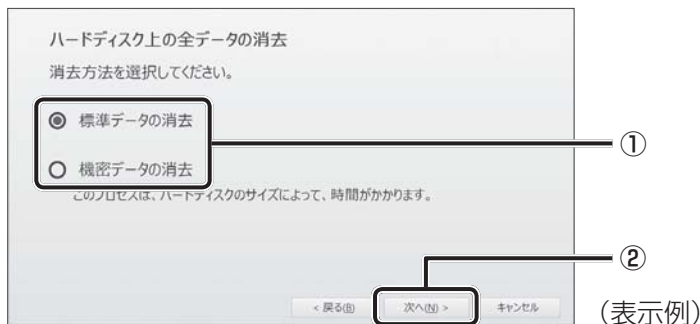 ハードディスク上の全データの消去
消去方法を選択してください。
標準データの消去
①
機密データの消去
このプロセスは、ハードディスクのサイズによって、時間がかかります。
②
< 戻る(B) 次へ(N) > キャンセル
(表示例)